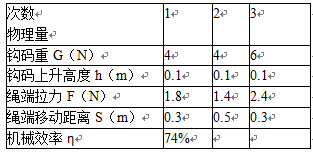 次数 1 2 3
物理量
钩码重 G（N） 4 4 6
钩码上升高度 h（m） 0.1 0.1 0.1
绳端拉力 F（N） 1.8 1.4 2.4
绳端移动距离 S（m） 0.3 0.5 0.3
机械效率 η 74%